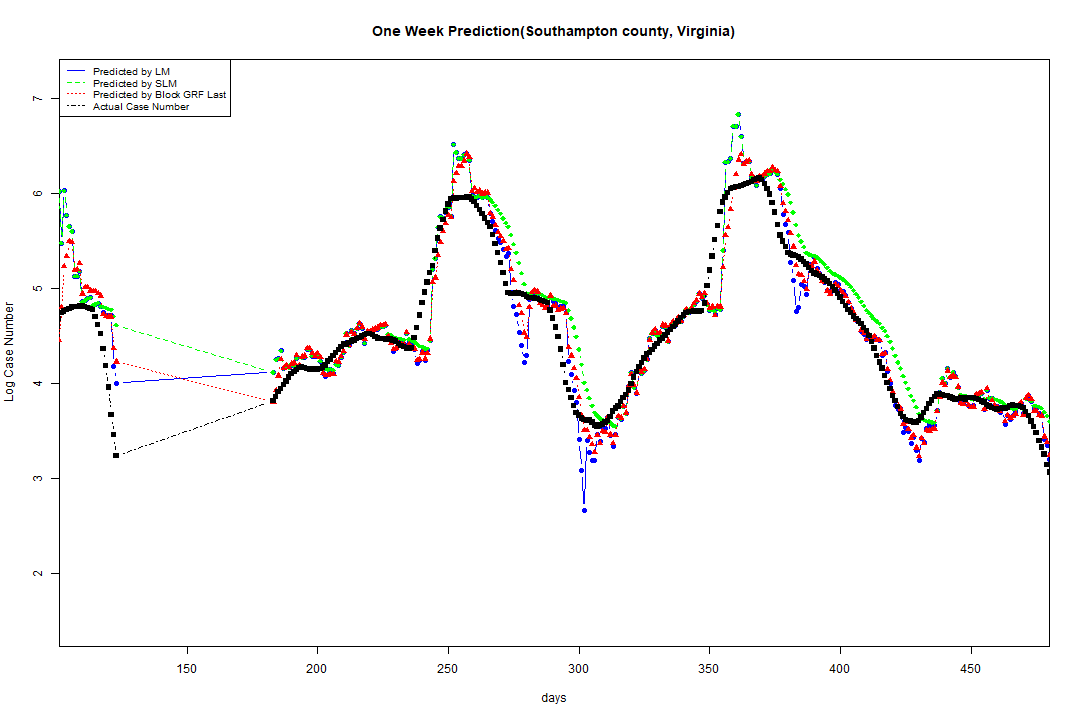 One Week Prediction(Southampton county, Virginia)
Predicted by LM
Predicted by SLM
Predicted by Block GRF Last
Actual Case Number
Log Case Number
7
6
5
4
3
2
150 200 250 300 350 400 450
days